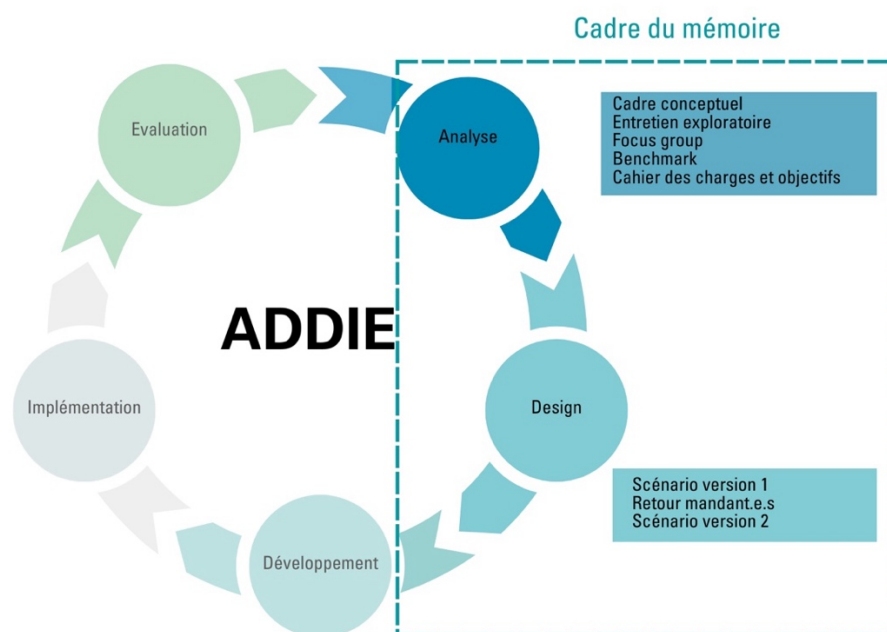 Cadre du mémoire
Evaluation
Analyse
Cadre conceptuel
Entretien exploratoire
Focus group
Benchmark
Cahier des charges et objectifs
ADDIE
Implémentation
Design
Scénario version 1
Retour mandant.e.s
Scénario version 2
Développement